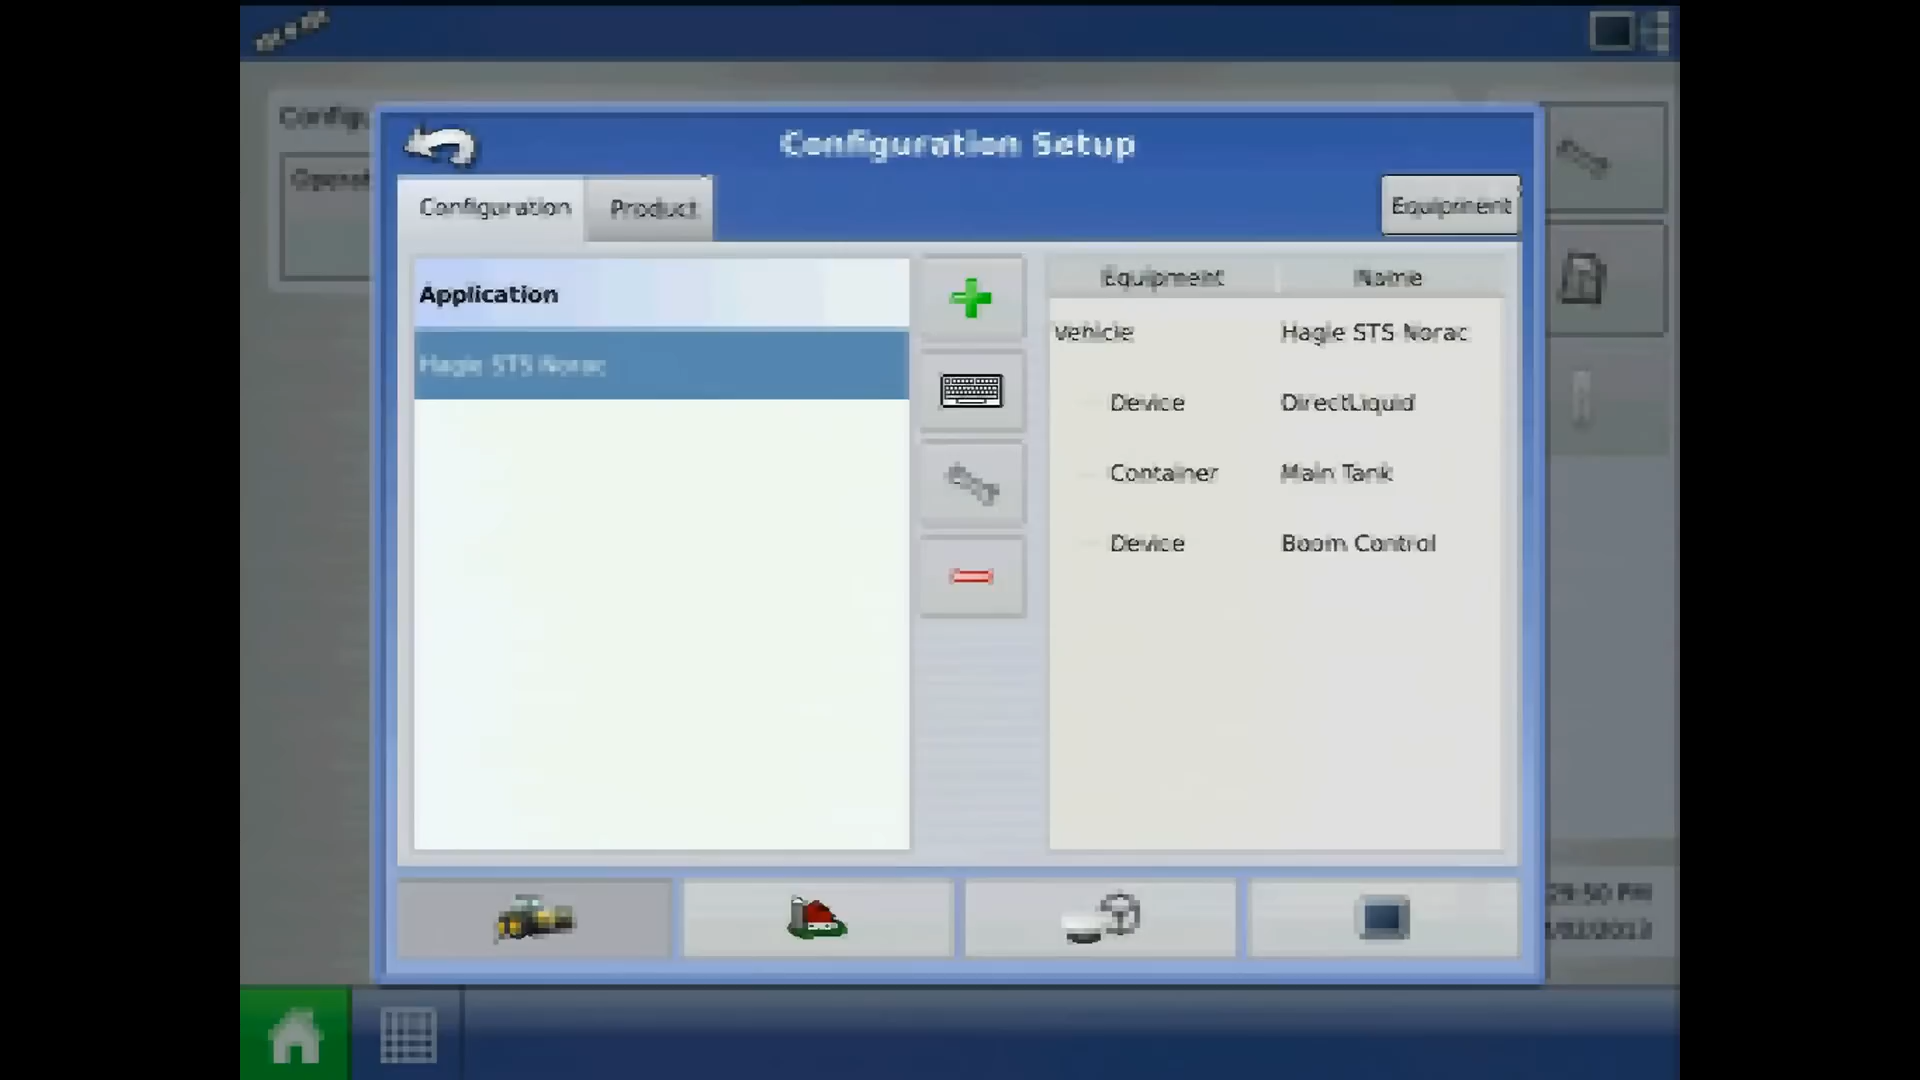 Configuration Setup
Configuration
Product
Equipment
Application
Hagie STS Norac
Equipment Name
Vehicle Hagie STS Norac
Device DirectLiquid
Container Main Tank
Device Boom Control